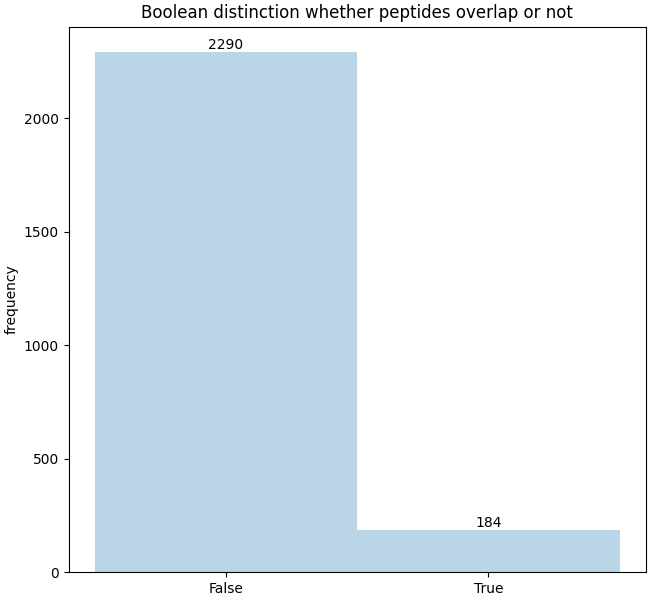 Boolean distinction whether peptides overlap or not
2290
2000
1500
frequency
1000
500
184
0
False True